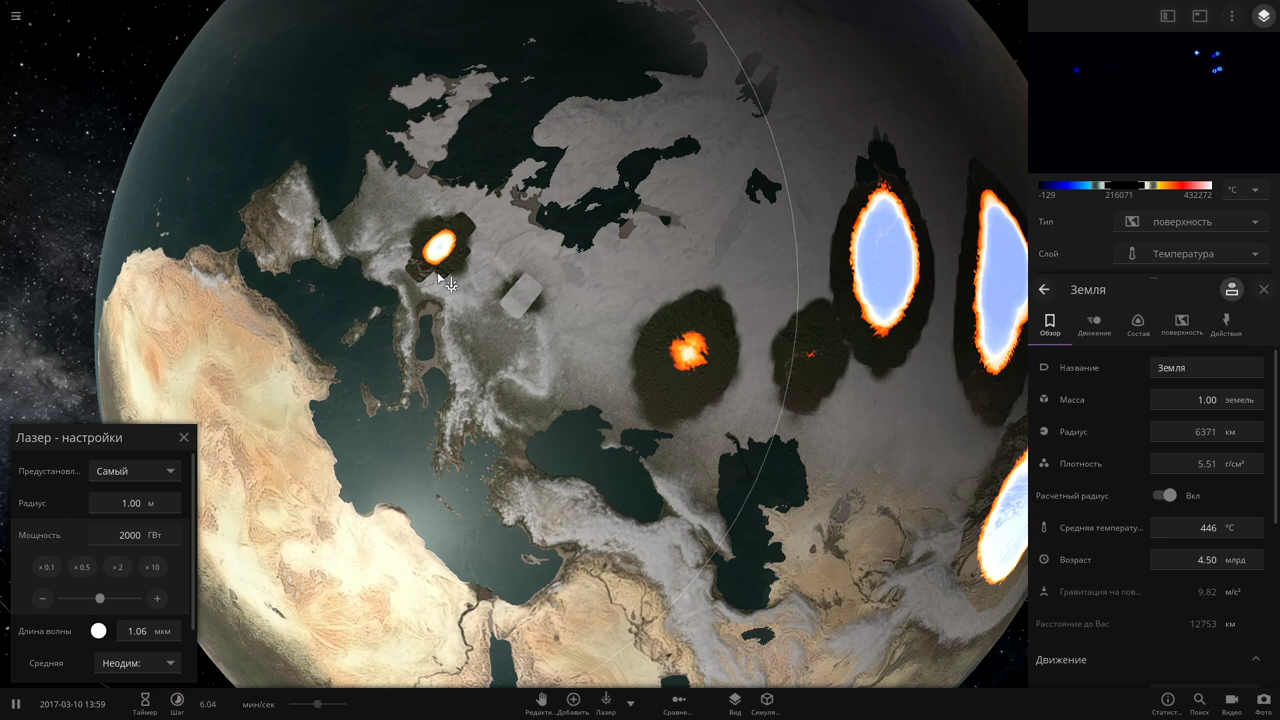 °C
-129 216071 432272
Тип поверхность
Слой Температура
Земля
Обзор Движение Состав поверхность Действия
Название Земля
Масса 1.00 земель
Радиус 6371 км
Плотность 5.51 г/см³
Расчётный радиус Вкл
Средняя температу... 446 °C
Возраст 4.50 млрд
Гравитация на пов... 9.82 м/с²
Расстояние до Вас 12753 км
Движение
Лазер - настройки
Предустановл... Самый
Радиус 1.00 м
Мощность 2000 ГВт
× 0.1 × 0.5 × 2 × 10
Длина волны 1.06 мкм
Средняя Неодим:
2017-03-10 13:59 Таймер Шаг 6.04 мин/сек Редакти... Добавить Лазер Сравне... Вид Симуля... Статист... Поиск Видео Фото